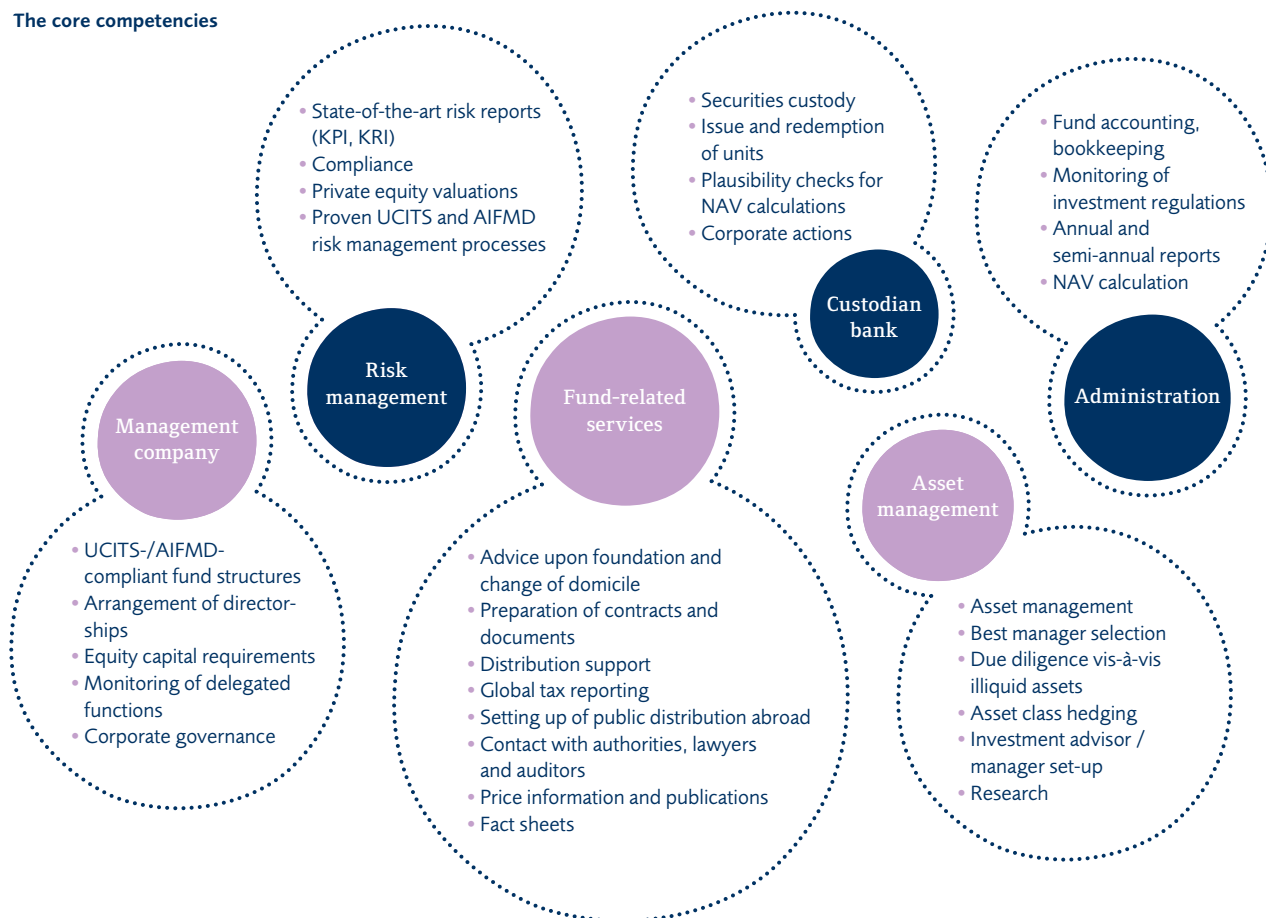 The core competencies
• State-of-the-art risk reports
(KPI, KRI)
• Compliance
• Private equity valuations
• Proven UCITS and AIFMD
risk management processes
Risk
management
• Securities custody
• Issue and redemption
of units
• Plausibility checks for
NAV calculations
• Corporate actions
Custodian
bank
• Fund accounting,
bookkeeping
• Monitoring of
investment regulations
• Annual and
semi-annual reports
• NAV calculation
Administration
Management
company
• UCITS-/AIFMD-
compliant fund structures
• Arrangement of director-
ships
• Equity capital requirements
• Monitoring of delegated
functions
• Corporate governance
Fund-related
services
• Advice upon foundation and
change of domicile
• Preparation of contracts and
documents
• Distribution support
• Global tax reporting
• Setting up of public distribution abroad
• Contact with authorities, lawyers
and auditors
• Price information and publications
• Fact sheets
Asset
management
• Asset management
• Best manager selection
• Due diligence vis-à-vis
illiquid assets
• Asset class hedging
• Investment advisor /
manager set-up
• Research